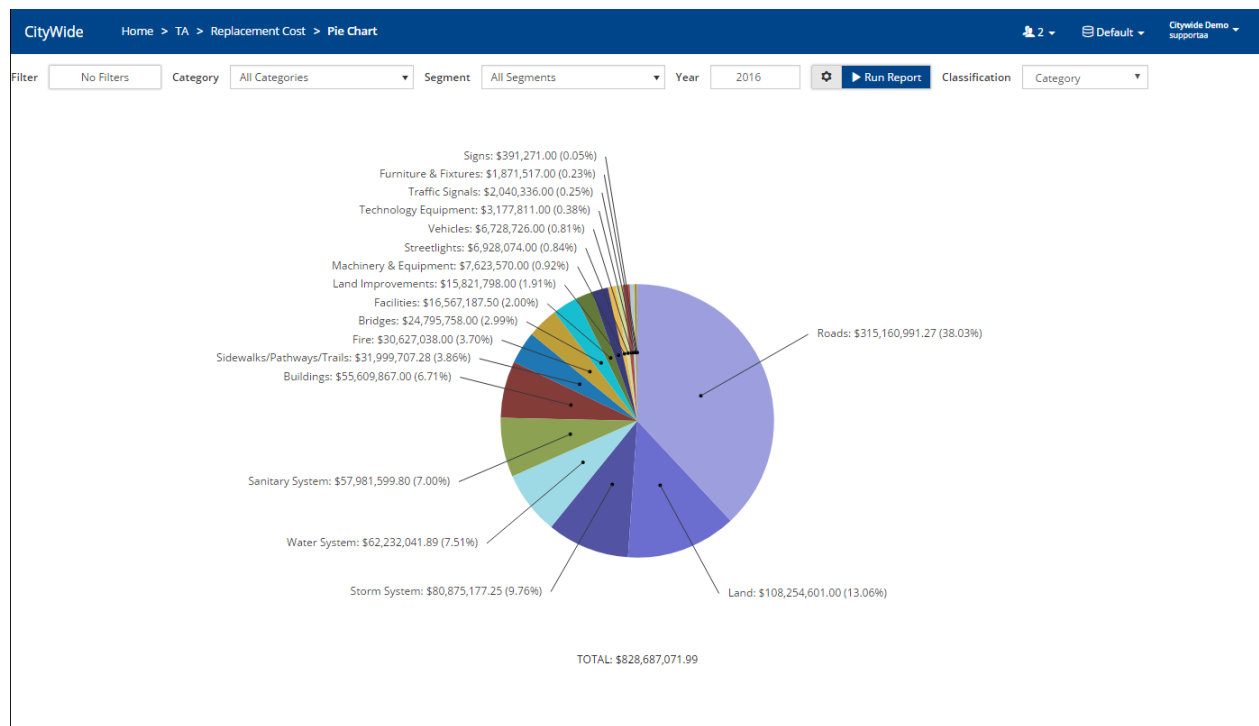 CityWide Home > TA > Replacement Cost > Pie Chart 2 Default Citywide Demo
supportaa
Filter No Filters Category All Categories Segment All Segments Year 2016 Run Report Classification Category
Signs: $391,271.00 (0.05%)
Furniture & Fixtures: $1,871,517.00 (0.23%)
Traffic Signals: $2,040,336.00 (0.25%)
Technology Equipment: $3,177,811.00 (0.38%)
Vehicles: $6,728,726.00 (0.81%)
Streetlights: $6,928,074.00 (0.84%)
Machinery & Equipment: $7,623,570.00 (0.92%)
Land Improvements: $15,821,798.00 (1.91%)
Facilities: $16,567,187.50 (2.00%)
Bridges: $24,795,758.00 (2.99%)
Roads: $315,160,991.27 (38.03%)
Fire: $30,627,038.00 (3.70%)
Sidewalks/Pathways/Trails: $31,999,707.28 (3.86%)
Buildings: $55,609,867.00 (6.71%)
Sanitary System: $57,981,599.80 (7.00%)
Water System: $62,232,041.89 (7.51%)
Storm System: $80,875,177.25 (9.76%)
Land: $108,254,601.00 (13.06%)
TOTAL: $828,687,071.99